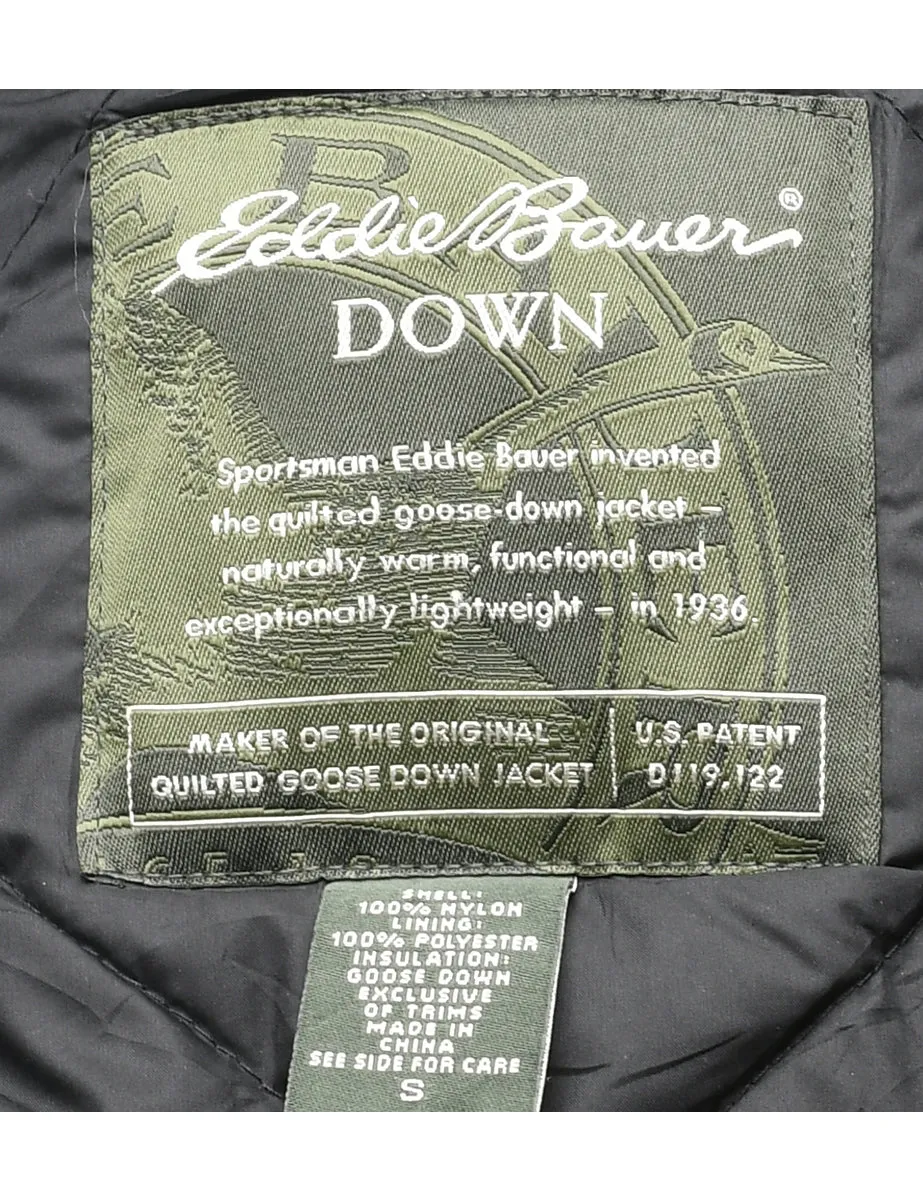 Eddie Bauer®
DOWN
Sportsman Eddie Bauer invented
the quilted goose-down jacket –
naturally warm, functional and
exceptionally lightweight – in 1936.
MAKER OF THE ORIGINAL
QUILTED GOOSE DOWN JACKET
U.S. PATENT
D119,122
SHELL:
100% NYLON
LINING:
100% POLYESTER
INSULATION:
GOOSE DOWN
EXCLUSIVE
OF TRIMS
MADE IN
CHINA
SEE SIDE FOR CARE
S